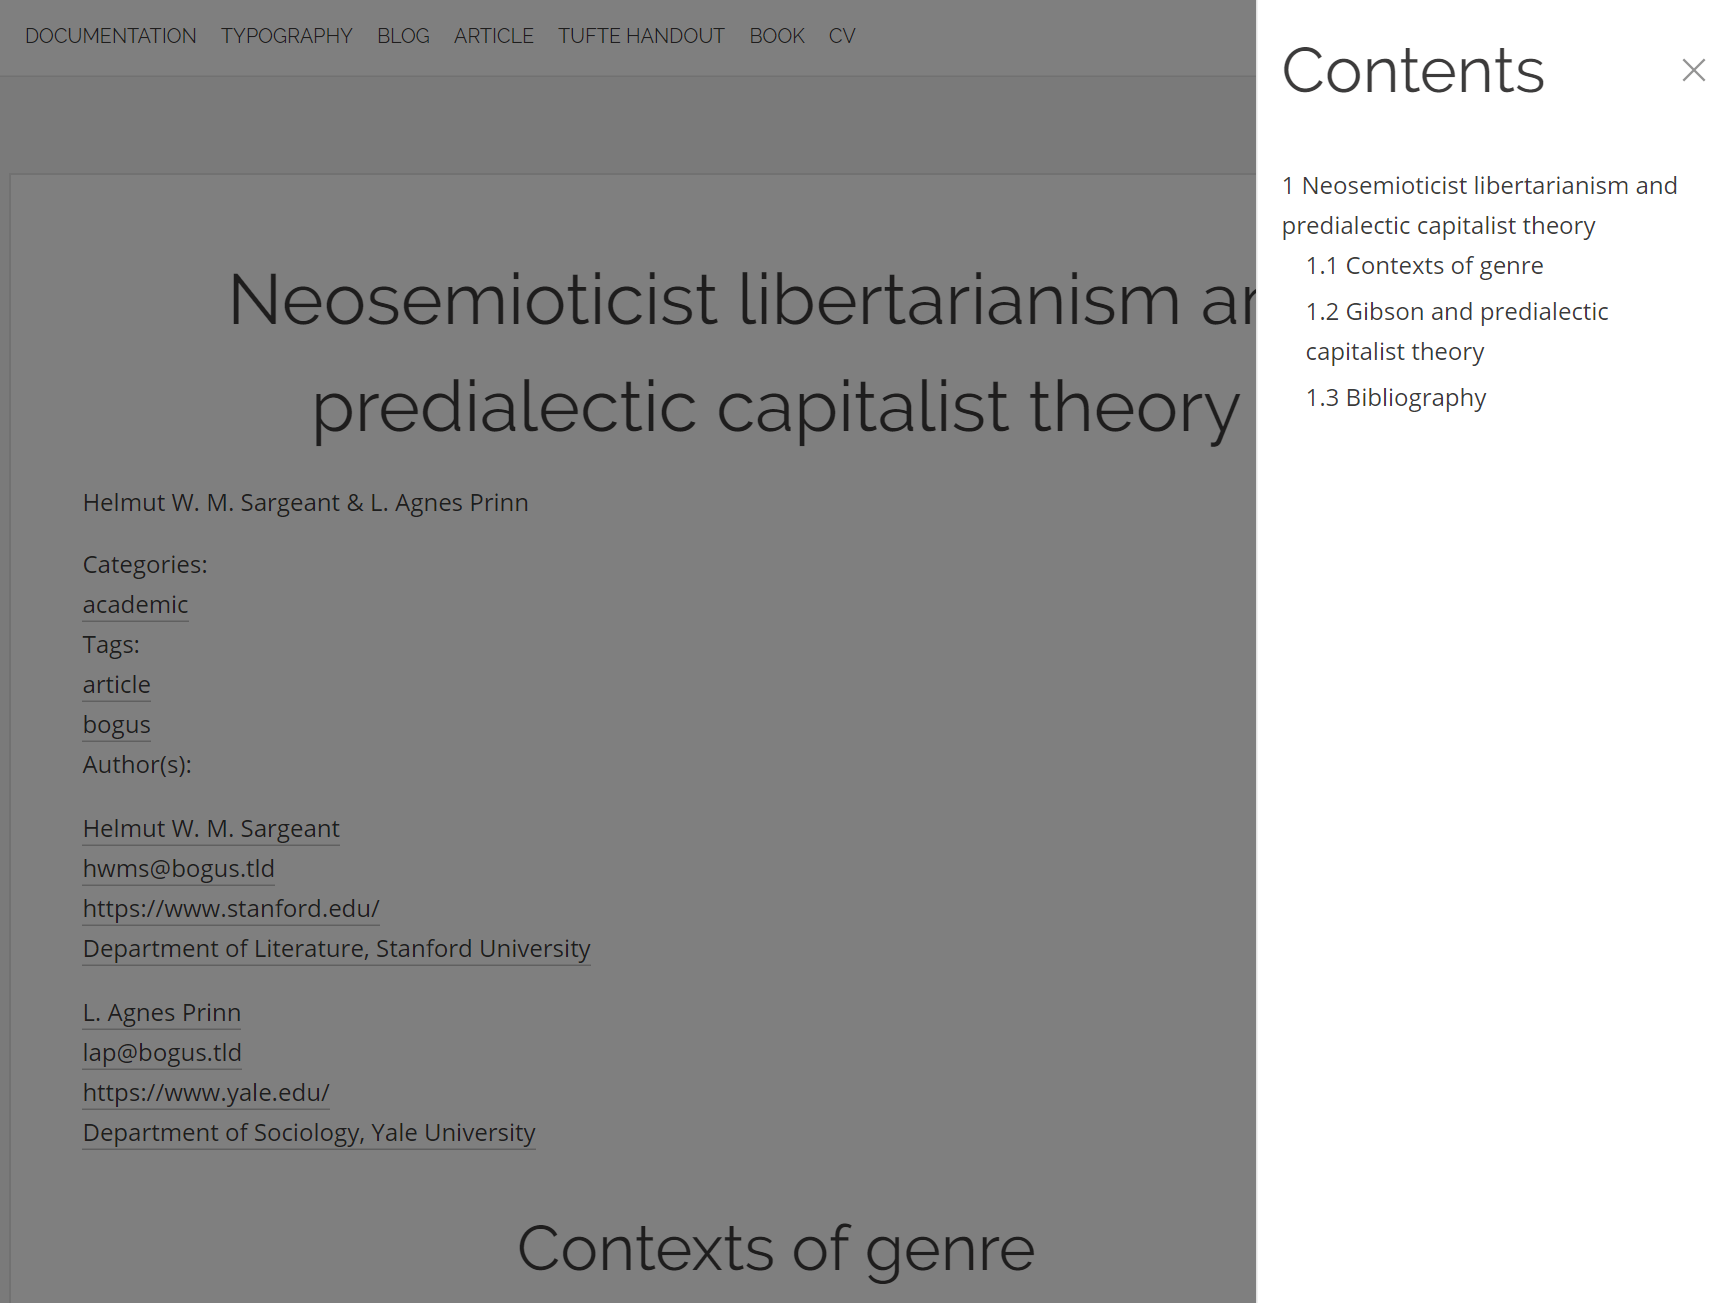 DOCUMENTATION TYPOGRAPHY BLOG ARTICLE TUFTE HANDOUT BOOK CV
Neosemioticist libertarianism
predialectic capitalist theory
Helmut W. M. Sargeant & L. Agnes Prinn
Categories:
academic
Tags:
article
bogus
Author(s):
Helmut W. M. Sargeant
hwms@bogus.tld
https://www.stanford.edu/
Department of Literature, Stanford University
L. Agnes Prinn
lap@bogus.tld
https://www.yale.edu/
Department of Sociology, Yale University
Contexts of genre
Contents
1 Neosemioticist libertarianism and
predialectic capitalist theory
1.1 Contexts of genre
1.2 Gibson and predialectic
capitalist theory
1.3 Bibliography